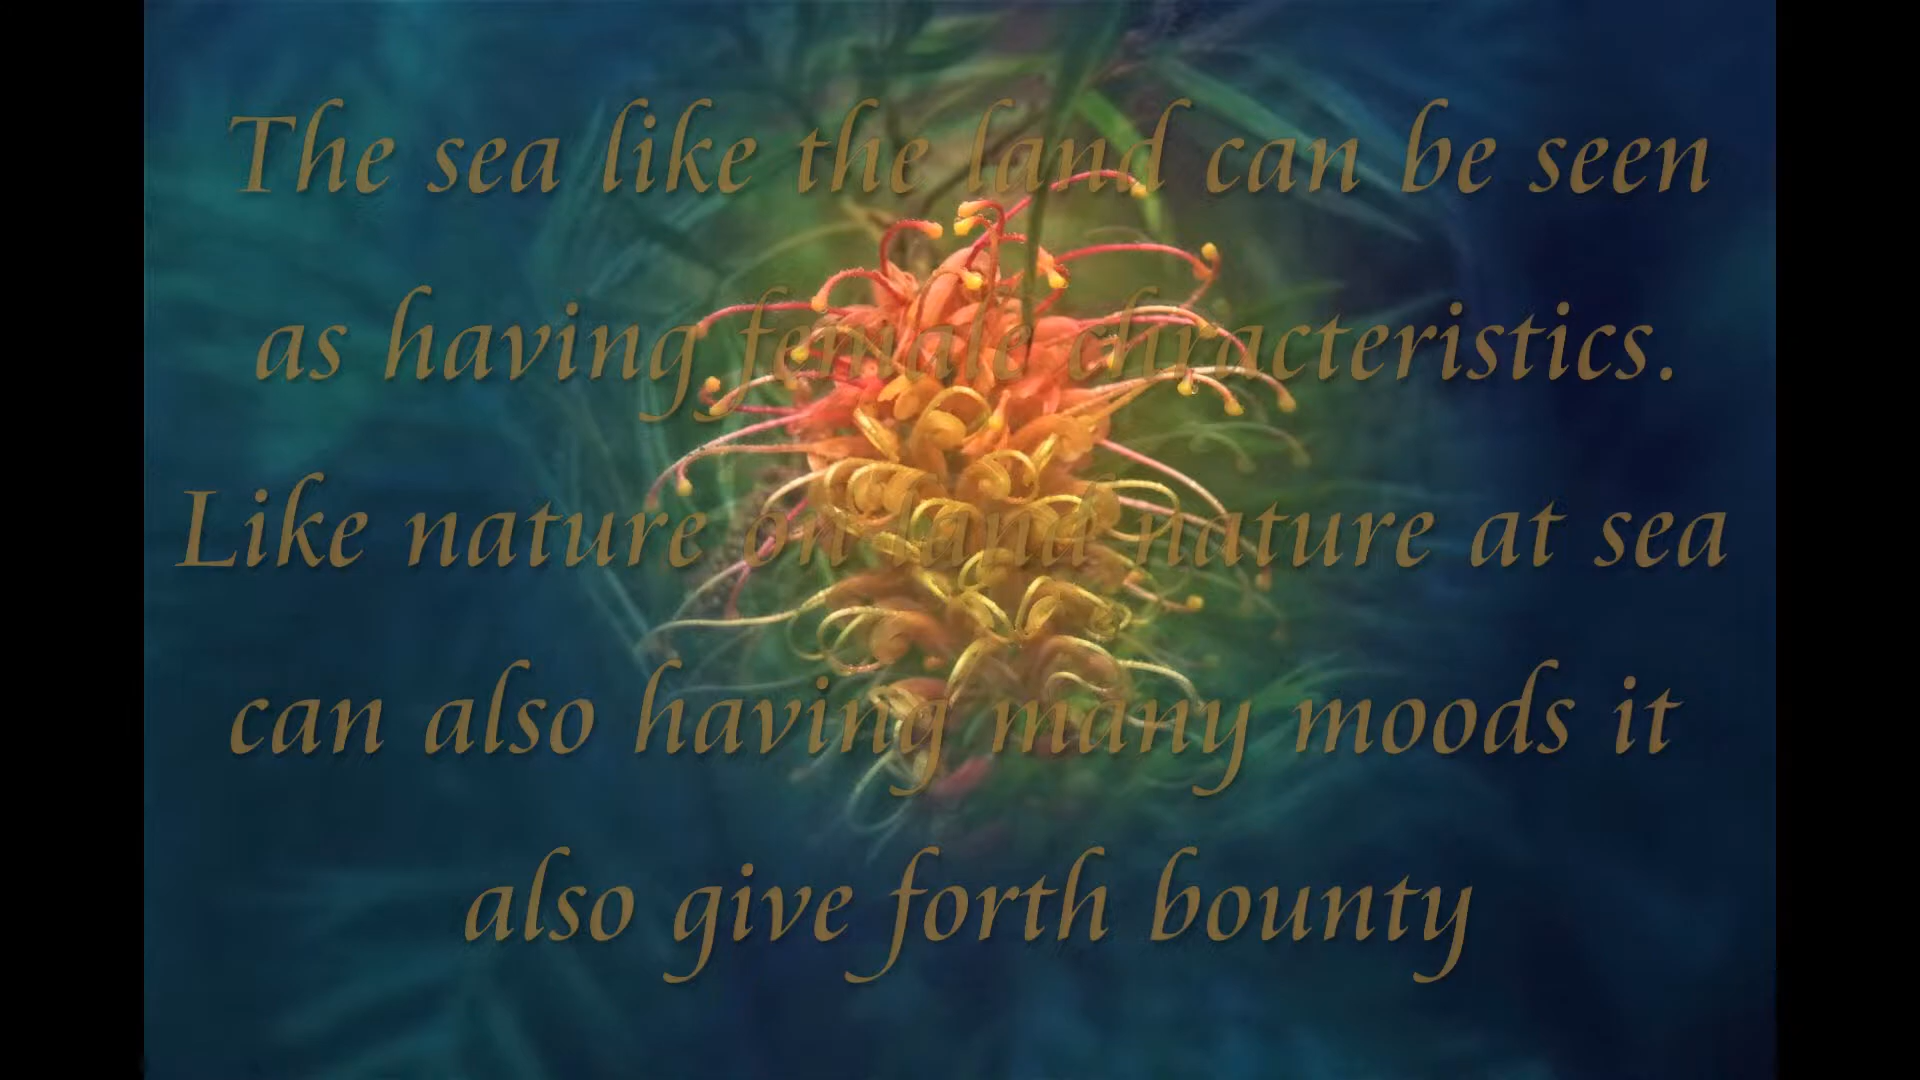 The sea like the land can be seen
as having female chracteristics.
Like nature on land nature at sea
can also having many moods it
also give forth bounty